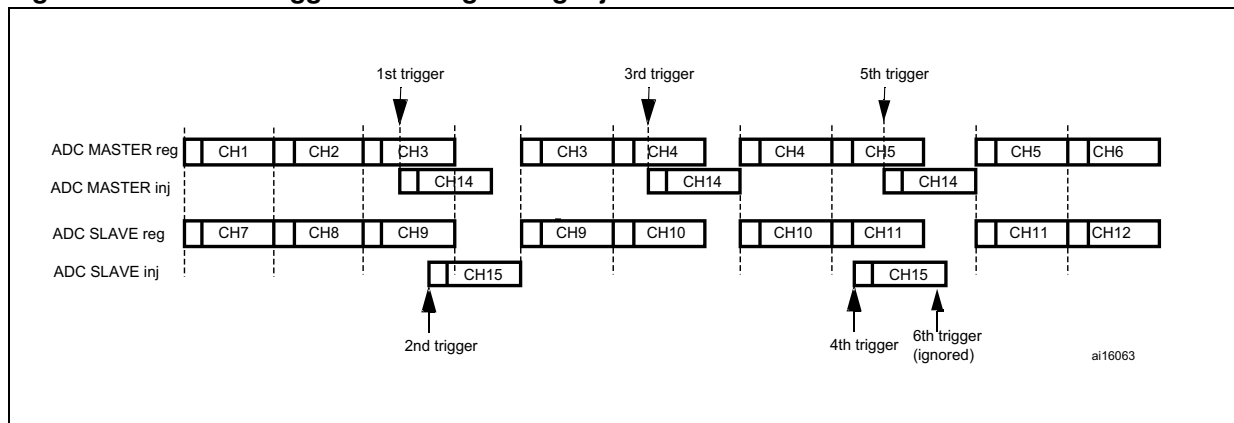 1st trigger 3rd trigger 5th trigger
ADC MASTER reg CH1 CH2 CH3 CH3 CH4 CH4 CH5 CH5 CH6
ADC MASTER inj CH14 CH14 CH14
ADC SLAVE reg CH7 CH8 CH9 CH9 CH10 CH10 CH11 CH11 CH12
ADC SLAVE inj CH15 CH15
2nd trigger 4th trigger 6th trigger
(ignored)
ai16063